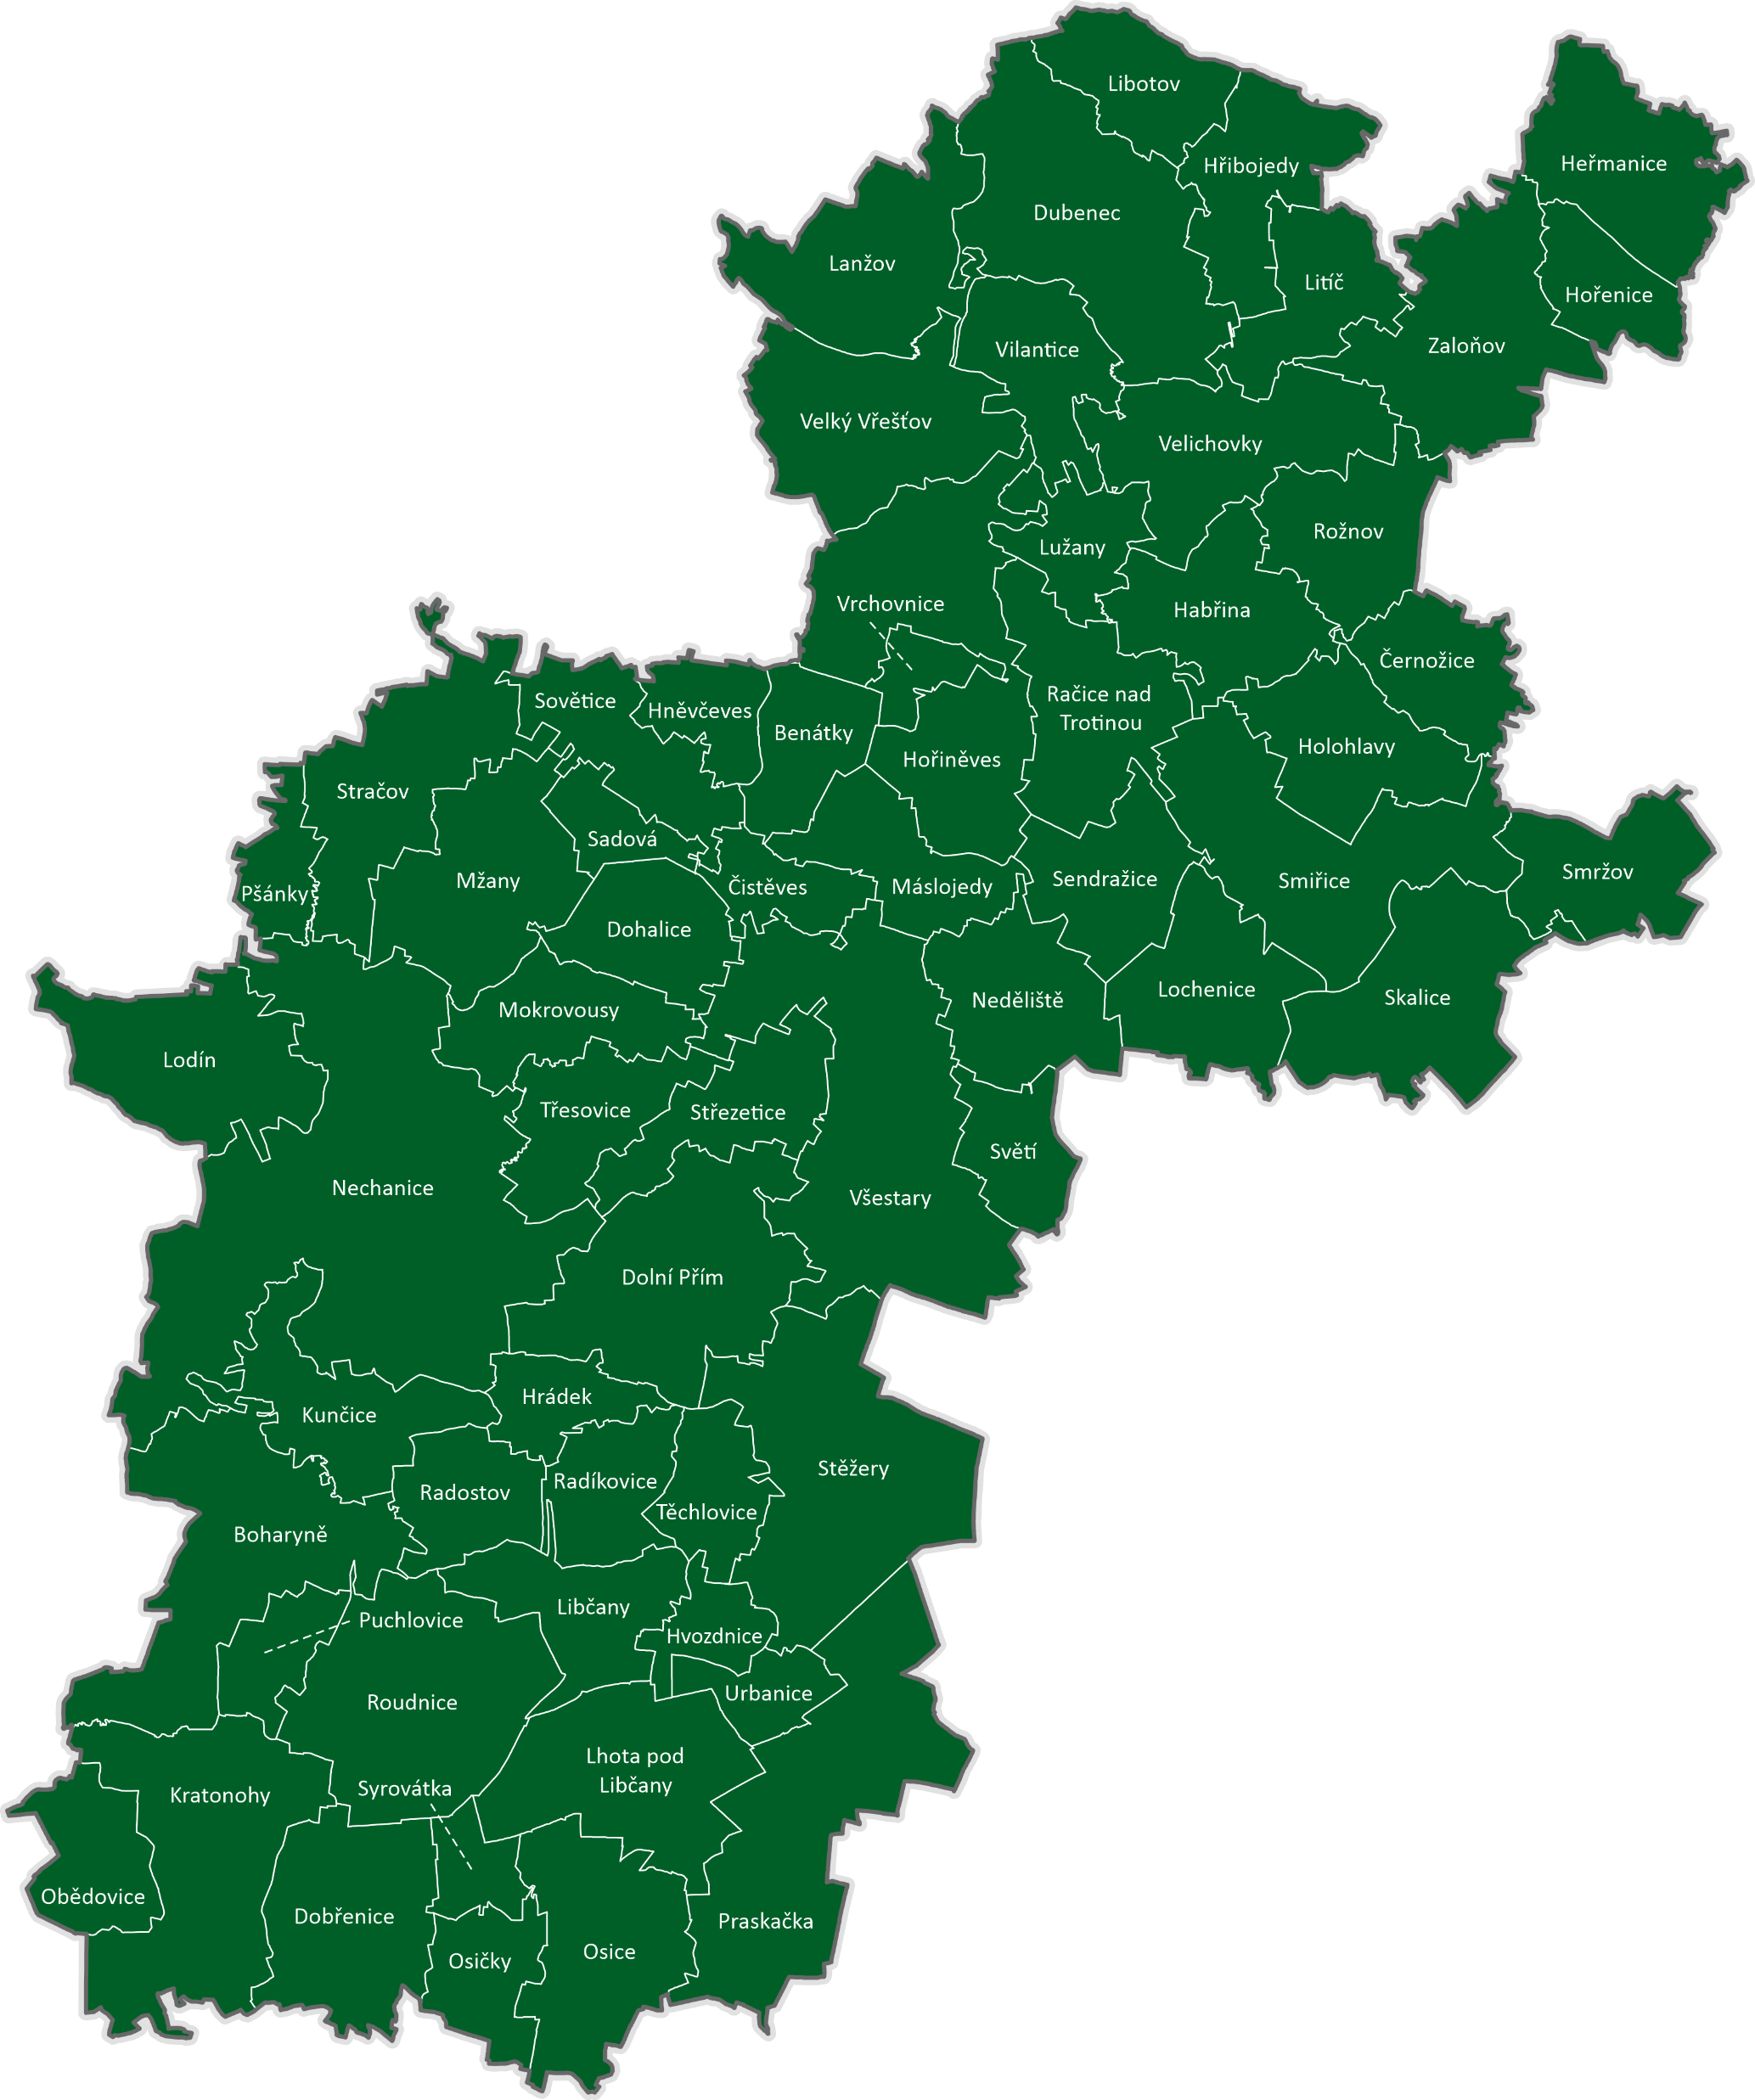 Libotov
Heřmanice
Hřibojedy
Dubenec
Lanžov
Litíč
Hořenice
Zaloňov
Vilantice
Velký Vřešťov
Velichovky
Rožnov
Lužany
Vrchovnice
Habřina
Černožice
Račice nad
Trotinou
Sovětice
Hněvčeves
Benátky
Holohlavy
Hořiněves
Stračov
Sadová
Smržov
Mžany
Čistěves
Máslojedy
Sendražice
Smiřice
Pšánky
Dohalice
Lochenice
Skalice
Neděliště
Mokrovousy
Lodín
Třesovice
Střezetice
Světí
Nechanice
Všestary
Dolní Přím
Hrádek
Kunčice
Stěžery
Radíkovice
Radostov
Těchlovice
Boharyně
Libčany
Puchlovice
Hvozdnice
Urbanice
Roudnice
Lhota pod
Libčany
Syrovátka
Kratonohy
Obědovice
Dobřenice
Praskačka
Osice
Osičky